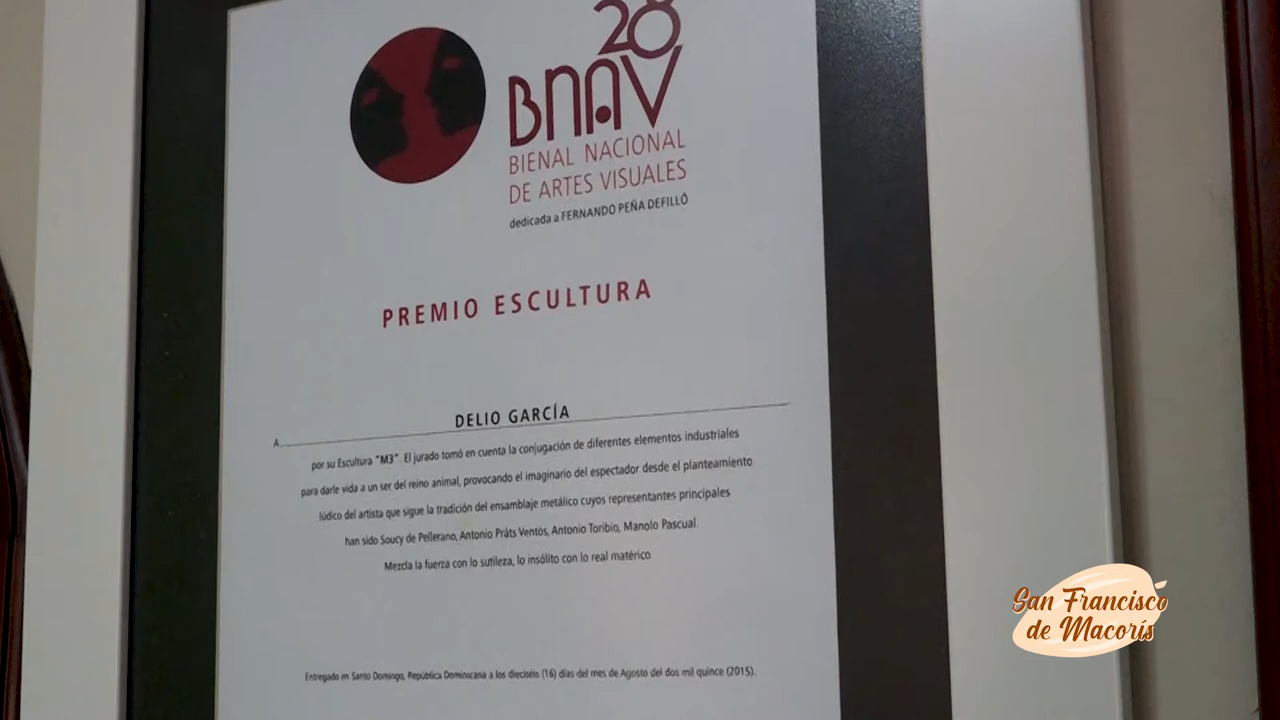 28
BNAV
BIENAL NACIONAL
DE ARTES VISUALES
dedicada a FERNANDO PEÑA DEFILLÓ
PREMIO ESCULTURA
A DELIO GARCÍA
por su Escultura "M3". El jurado tomó en cuenta la conjugación de diferentes elementos industriales
para darle vida a un ser del reino animal, provocando el imaginario del espectador desde el planteamiento
lúdico del artista que sigue la tradición del ensamblaje metálico cuyos representantes principales
han sido Soucy de Pellerano, Antonio Práts Ventós, Antonio Toribio, Manolo Pascual.
Mezcla la fuerza con lo sutileza, lo insólito con lo real matérico.
Entregado en Santo Domingo, República Dominicana a los dieciséis (16) días del mes de Agosto del dos mil quince (2015).
San Francisco
de Macorís